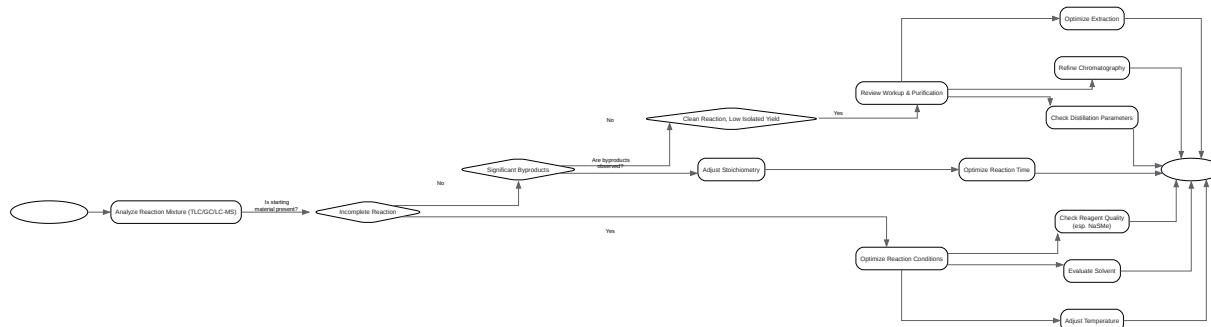 Optimize Extraction
Refine Chromatography
Review Workup & Purification
Yes
Check Distillation Parameters
No
Clean Reaction, Low Isolated Yield
Are byproducts
observed?
Significant Byproducts
Adjust Stoichiometry
Optimize Reaction Time
No
Is starting
material present?
Analyze Reaction Mixture (TLC/GC/LC-MS)
Incomplete Reaction
Yes
Check Reagent Quality
(esp. NaSMe)
Optimize Reaction Conditions
Evaluate Solvent
Adjust Temperature